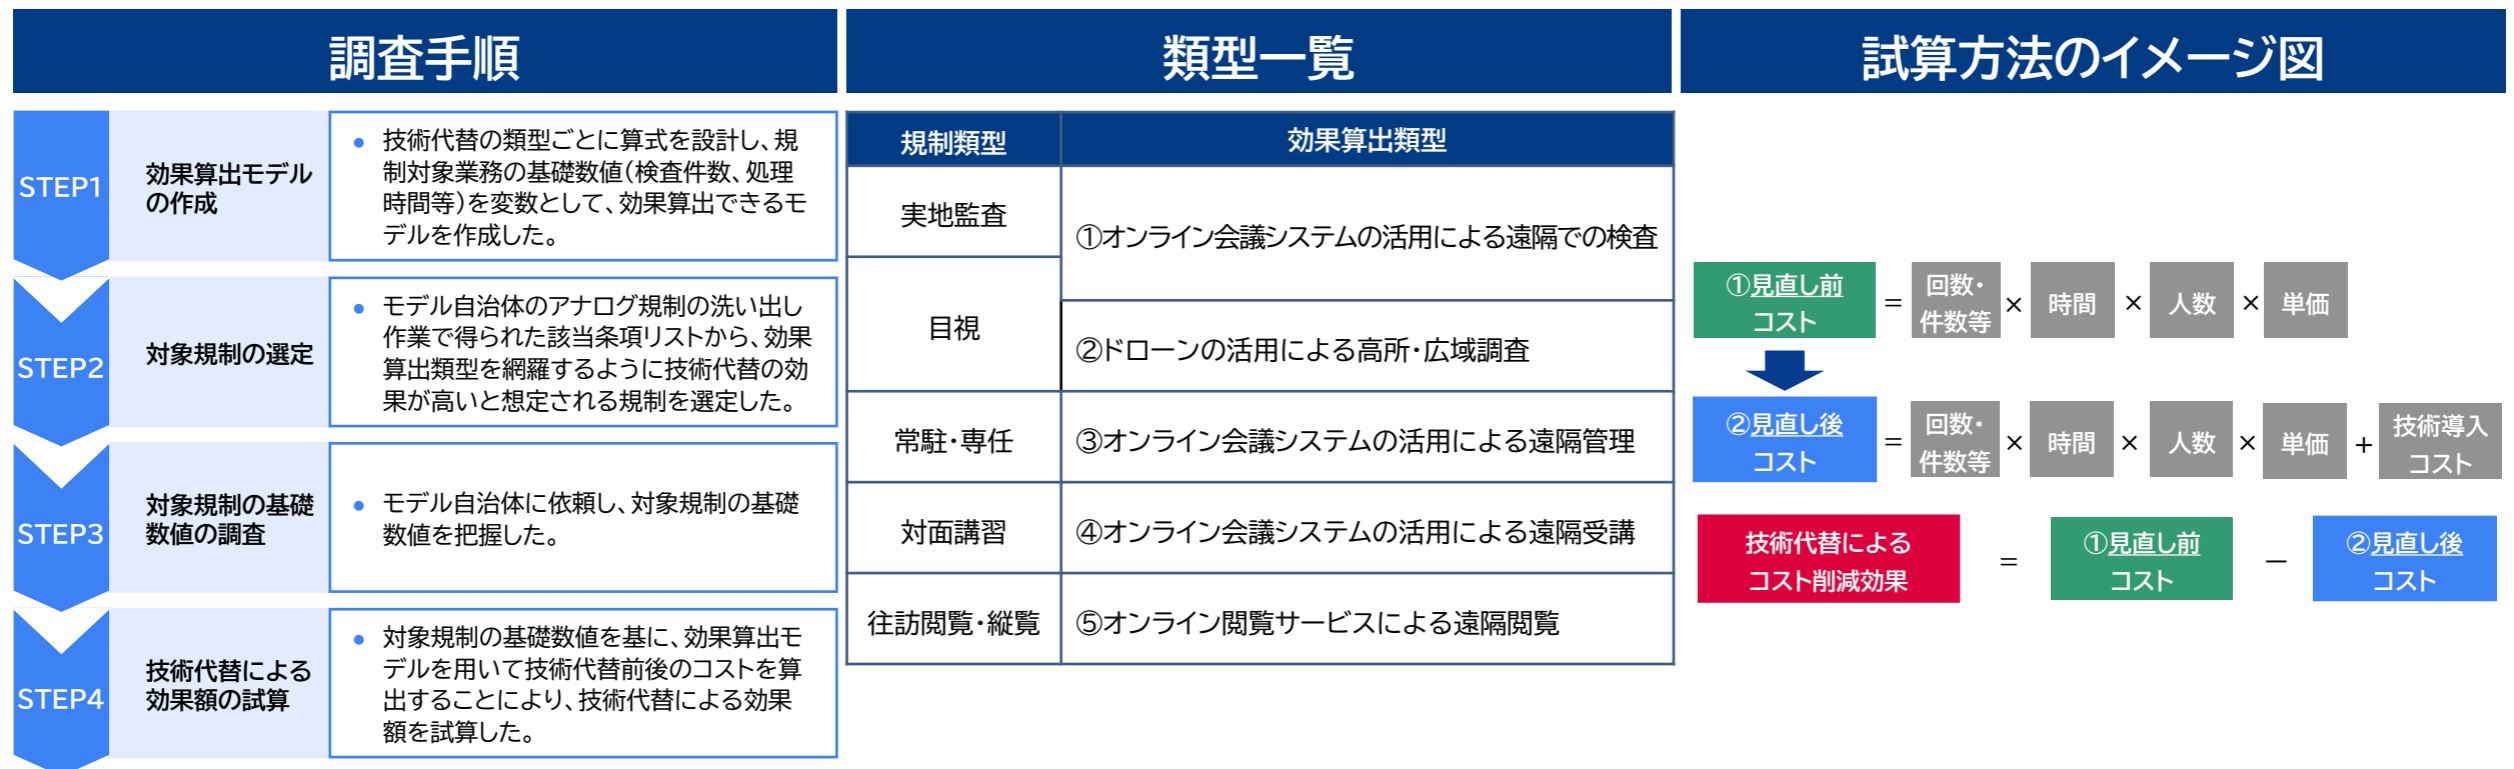 調査手順
STEP1
効果算出モデル
の作成
● 技術代替の類型ごとに算式を設計し、規
制対象業務の基礎数値(検査件数、処理
時間等)を変数として、効果算出できるモ
デルを作成した。
STEP2
対象規制の選定
● モデル自治体のアナログ規制の洗い出し
作業で得られた該当条項リストから、効果
算出類型を網羅するように技術代替の効
果が高いと想定される規制を選定した。
STEP3
対象規制の基礎
数値の調査
● モデル自治体に依頼し、対象規制の基礎
数値を把握した。
STEP4
技術代替による
効果額の試算
● 対象規制の基礎数値を基に、効果算出モ
デルを用いて技術代替前後のコストを算
出することにより、技術代替による効果
額を試算した。
類型一覧
規制類型 効果算出類型
実地監査
①オンライン会議システムの活用による遠隔での検査
目視
②ドローンの活用による高所・広域調査
常駐・専任 ③オンライン会議システムの活用による遠隔管理
対面講習 ④オンライン会議システムの活用による遠隔受講
往訪閲覧・縦覧 ⑤オンライン閲覧サービスによる遠隔閲覧
試算方法のイメージ図
①見直し前
コスト
=
回数・
件数等
×
時間
×
人数
×
単価
②見直し後
コスト
=
回数・
件数等
×
時間
×
人数
×
単価
+
技術導入
コスト
技術代替による
コスト削減効果
=
①見直し前
コスト
−
②見直し後
コスト